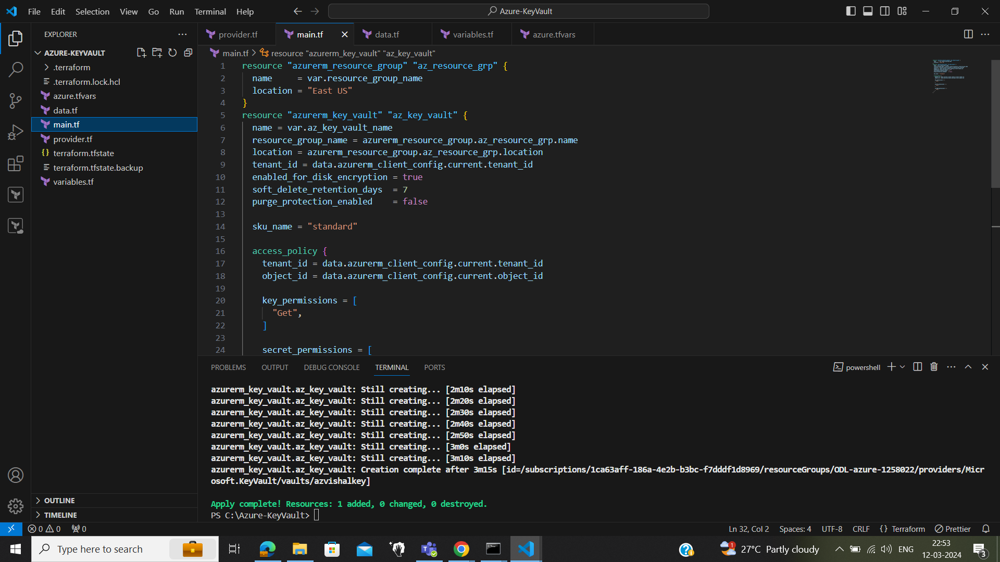 File Edit Selection View Go Run Terminal Help
Azure-KeyVault
EXPLORER
AZURE-KEYVAULT
.terraform
.terraform.lock.hcl
azure.tfvars
data.tf
main.tf
provider.tf
terraform.tfstate
terraform.tfstate.backup
variables.tf
OUTLINE
TIMELINE
provider.tf main.tf data.tf variables.tf azure.tfvars
main.tf > resource "azurerm_key_vault" "az_key_vault"
1 resource "azurerm_resource_group" "az_resource_grp" {
2 name     = var.resource_group_name
3 location = "East US"
4 }
5 resource "azurerm_key_vault" "az_key_vault" {
6 name = var.az_key_vault_name
7 resource_group_name = azurerm_resource_group.az_resource_grp.name
8 location = azurerm_resource_group.az_resource_grp.location
9 tenant_id = data.azurerm_client_config.current.tenant_id
10 enabled_for_disk_encryption = true
11 soft_delete_retention_days  = 7
12 purge_protection_enabled    = false
13
14 sku_name = "standard"
15
16 access_policy {
17 tenant_id = data.azurerm_client_config.current.tenant_id
18 object_id = data.azurerm_client_config.current.object_id
19
20 key_permissions = [
21 "Get",
22 ]
23
24 secret_permissions = [
PROBLEMS OUTPUT DEBUG CONSOLE TERMINAL PORTS
powershell
azurerm_key_vault.az_key_vault: Still creating... [2m10s elapsed]
azurerm_key_vault.az_key_vault: Still creating... [2m20s elapsed]
azurerm_key_vault.az_key_vault: Still creating... [2m30s elapsed]
azurerm_key_vault.az_key_vault: Still creating... [2m40s elapsed]
azurerm_key_vault.az_key_vault: Still creating... [2m50s elapsed]
azurerm_key_vault.az_key_vault: Still creating... [3m0s elapsed]
azurerm_key_vault.az_key_vault: Still creating... [3m10s elapsed]
azurerm_key_vault.az_key_vault: Creation complete after 3m15s [id=/subscriptions/1ca63aff-186a-4e2b-b3bc-f7dddf1d8969/resourceGroups/ODL-azure-1258022/providers/Micr
osoft.KeyVault/vaults/azvishalkey]
Apply complete! Resources: 1 added, 0 changed, 0 destroyed.
PS C:\Azure-KeyVault>
0 0 0
Ln 32, Col 2 Spaces: 4 UTF-8 CRLF {} Terraform Prettier
Type here to search
1 27°C Partly cloudy
ENG
22:53
12-03-2024
3